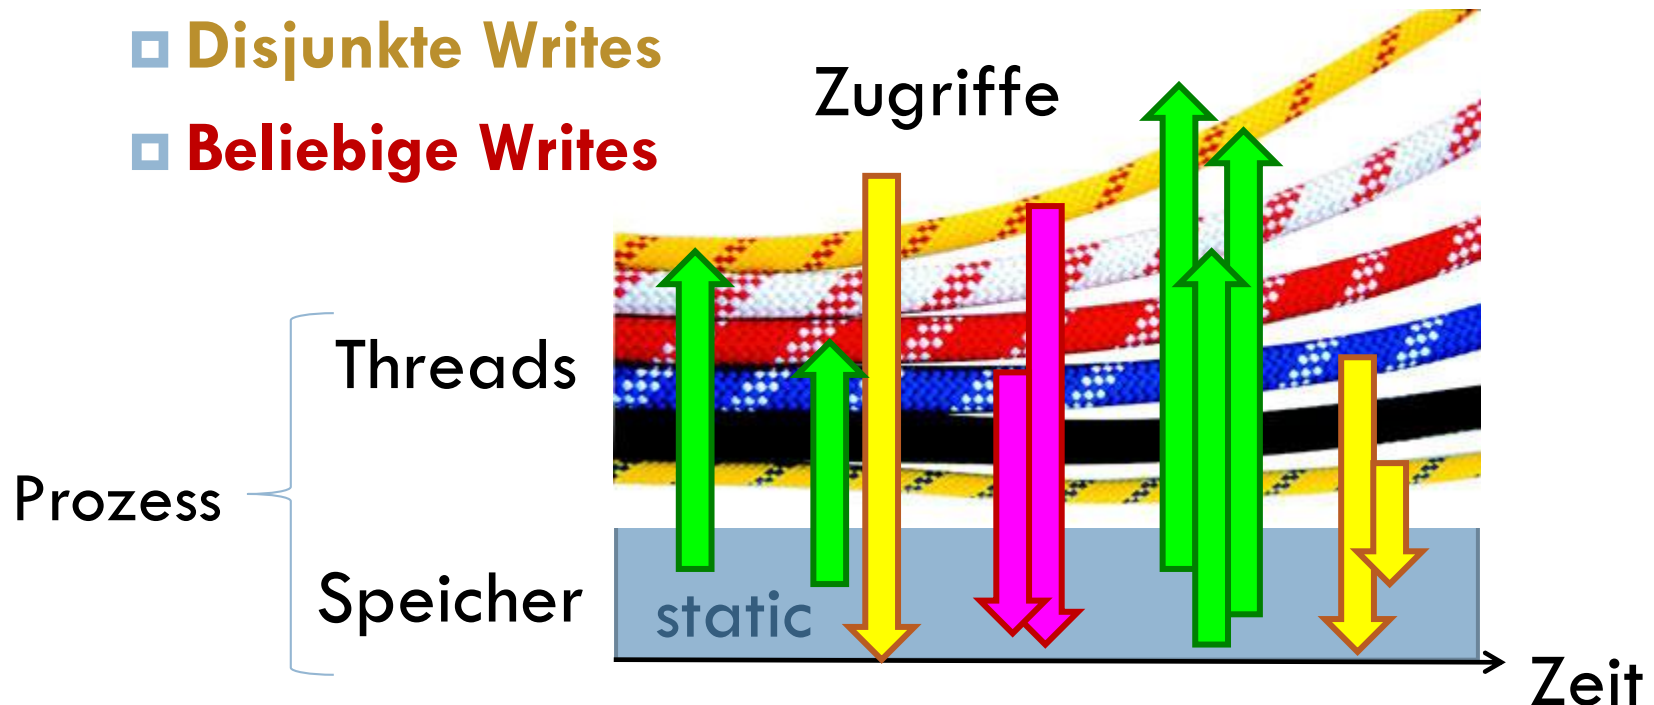 Disjunkte Writes
Beliebige Writes
Zugriffe
Threads
Prozess
Speicher
static
Zeit